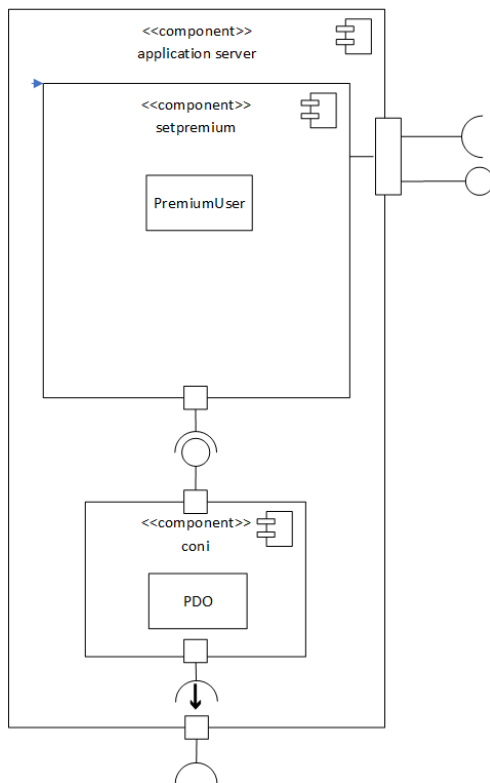 <<component>>
application server
<<component>>
setpremium
PremiumUser
<<component>>
coni
PDO